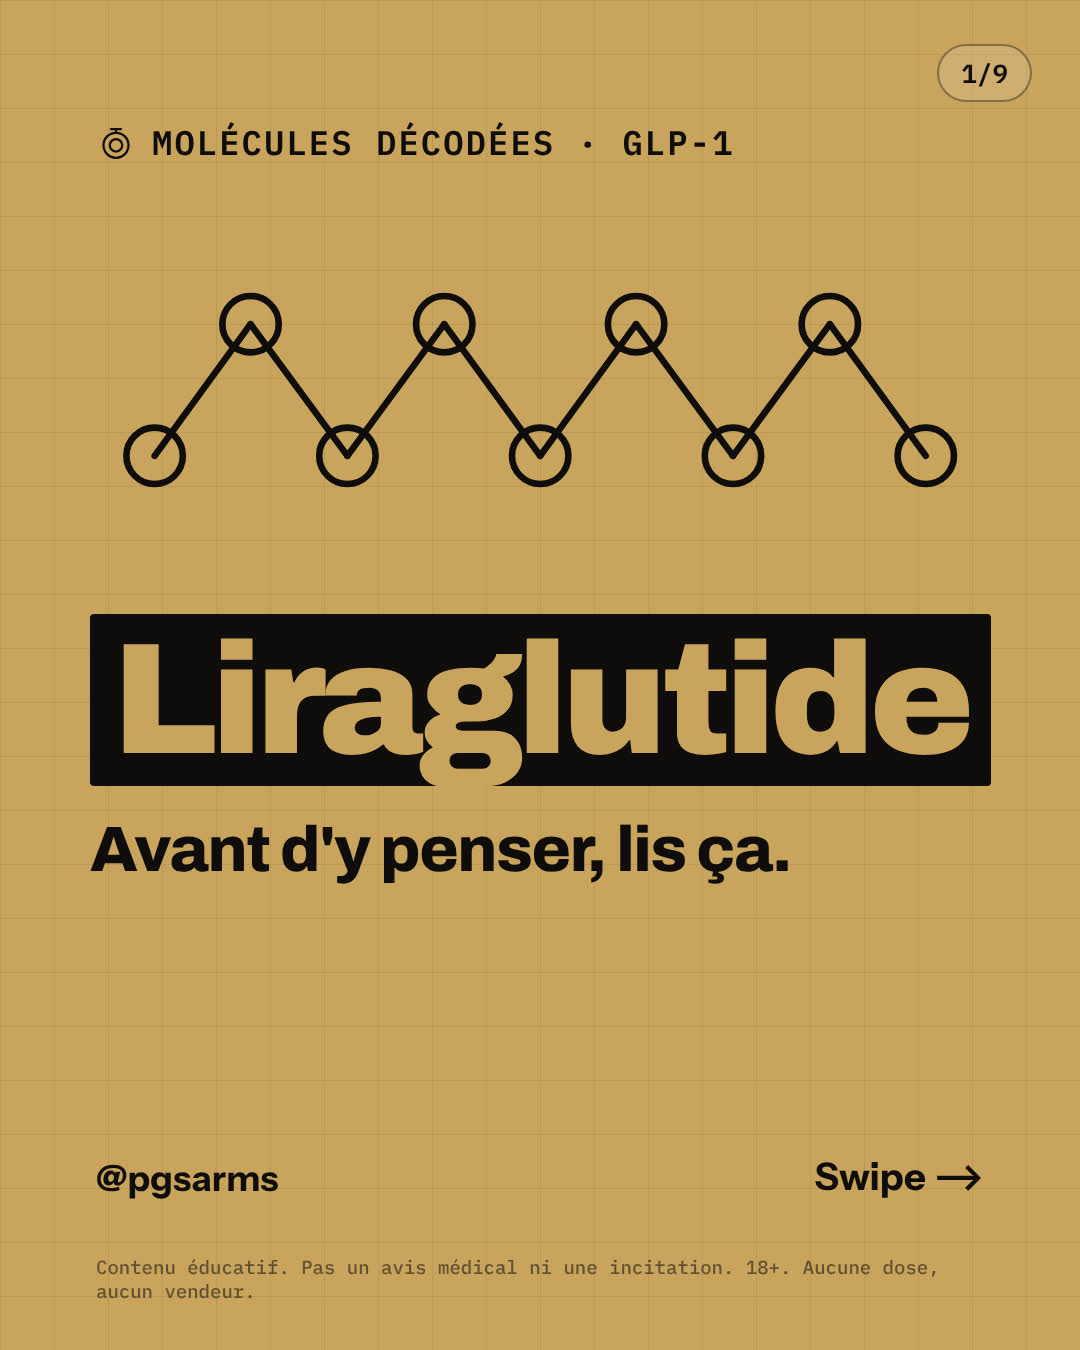 1/9
MOLÉCULES DÉCODÉES · GLP-1
Liraglutide
Avant d'y penser, lis ça.
@pgsarms
Swipe →
Contenu éducatif. Pas un avis médical ni une incitation. 18+. Aucune dose,
aucun vendeur.